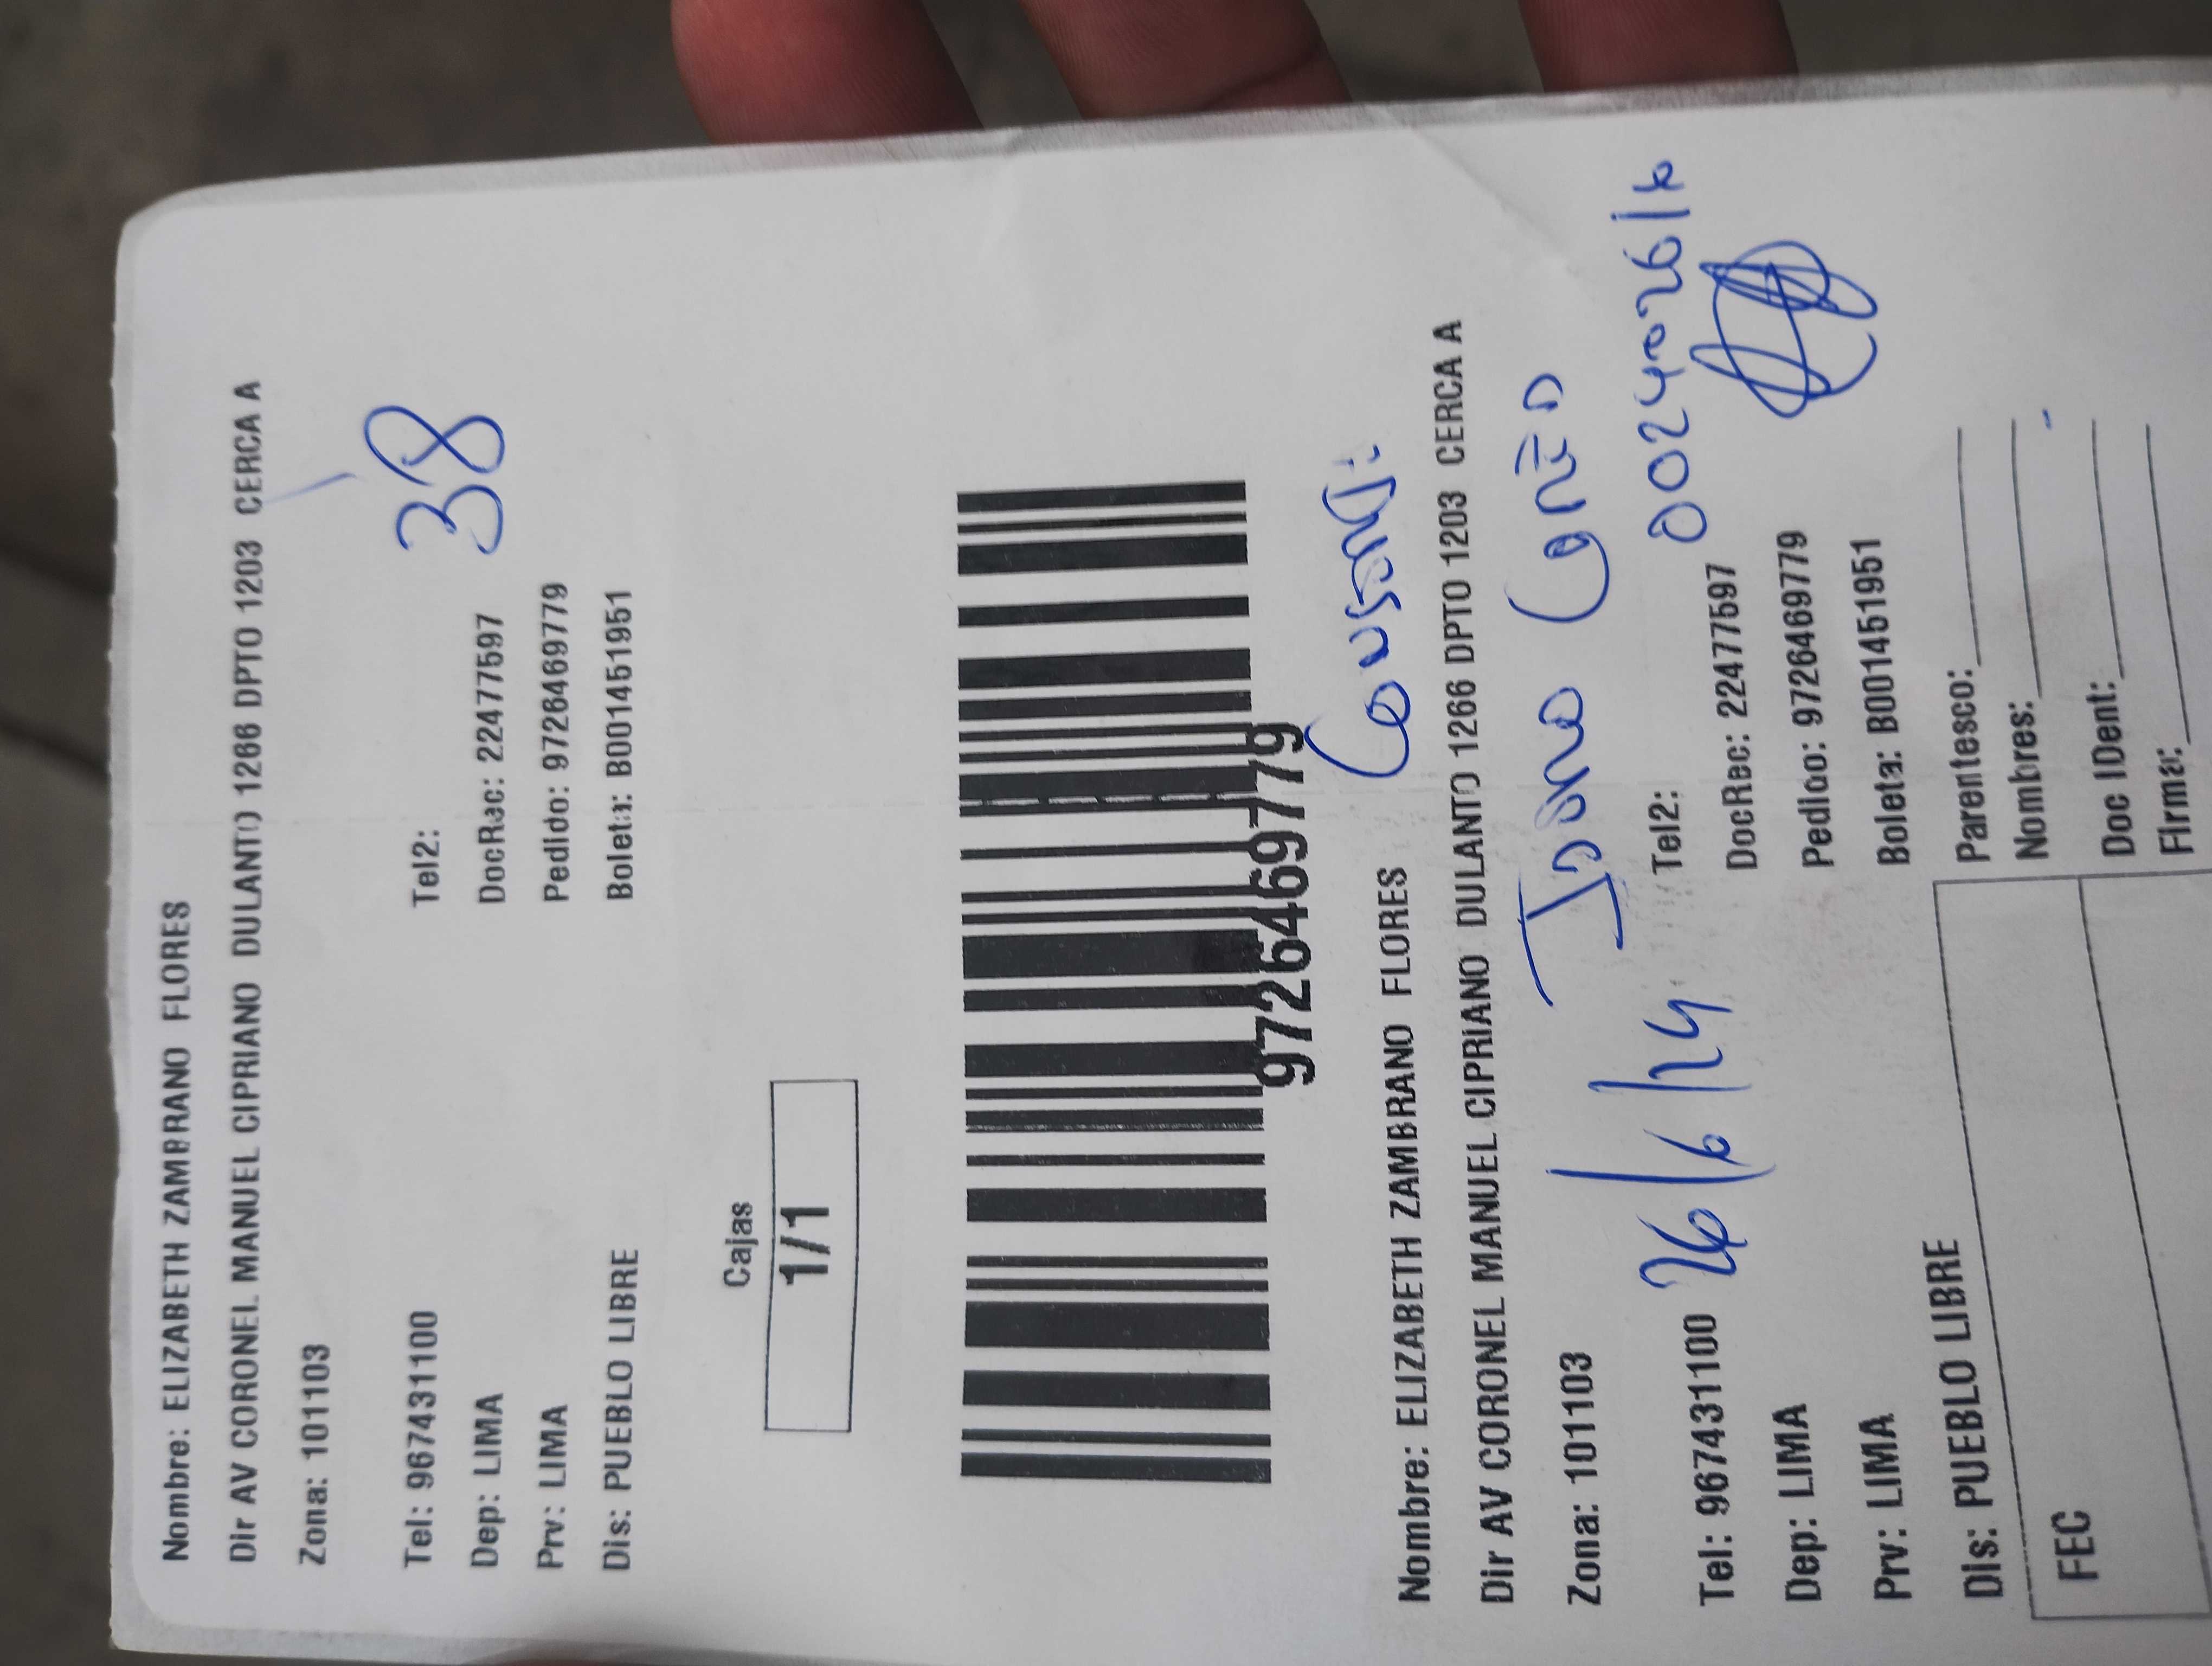 Nombre: ELIZABETH ZAMBRANO FLORES
Dir AV CORONEL MANUEL CIPRIANO DULANTO 1266 DPTO 1203 CERCA A
Zona: 101103
38
Tel: 967431100 Tel2:
Dep: LIMA DocRec: 22477597
Prv: LIMA Pedido: 9726469779
Dis: PUEBLO LIBRE Boleta: B001451951
Cajas
1/1
9726469779
Nombre: ELIZABETH ZAMBRANO FLORES
Dir AV CORONEL MANUEL CIPRIANO DULANTO 1266 DPTO 1203 CERCA A
Zona: 101103
Tel: 967431100 26/6/24 Tel2:
Dep: LIMA DocRec: 22477597
Prv: LIMA Pedido: 9726469779
Dis: PUEBLO LIBRE Boleta: B001451951
FEC
Parentesco:
Nombres:
Doc IDent:
Firma: